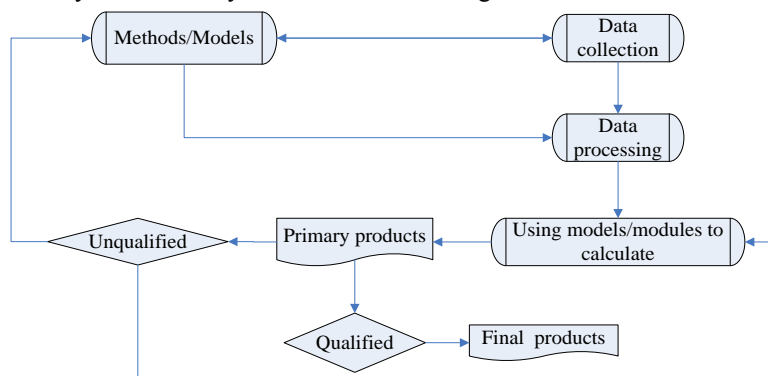 Methods/Models
Data
collection
Data
processing
Unqualified
Primary products
Using models/modules to
calculate
Qualified
Final products